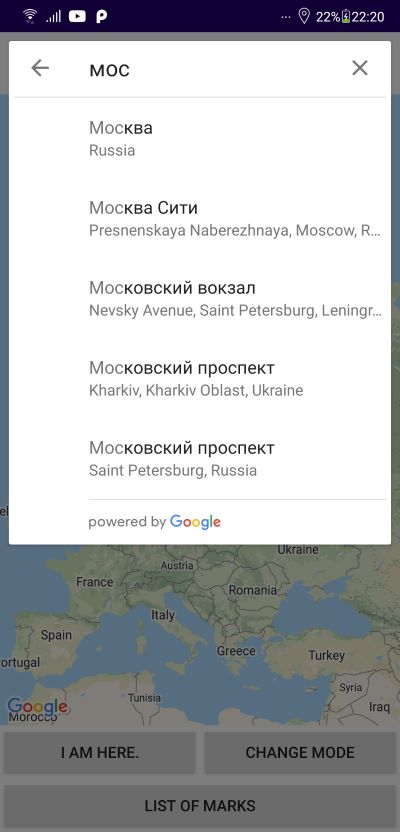 22% 22:20
мос
Москва
Russia
Москва Сити
Presnenskaya Naberezhnaya, Moscow, R...
Московский вокзал
Nevsky Avenue, Saint Petersburg, Leningr...
Московский проспект
Kharkiv, Kharkiv Oblast, Ukraine
Московский проспект
Saint Petersburg, Russia
powered by Google
Ukraine
Austria
France
Romania
Italy
Spain
Greece
Turkey
ortugal
Syria
Tunisia
Iraq
Google
Morocco
I AM HERE.
CHANGE MODE
LIST OF MARKS